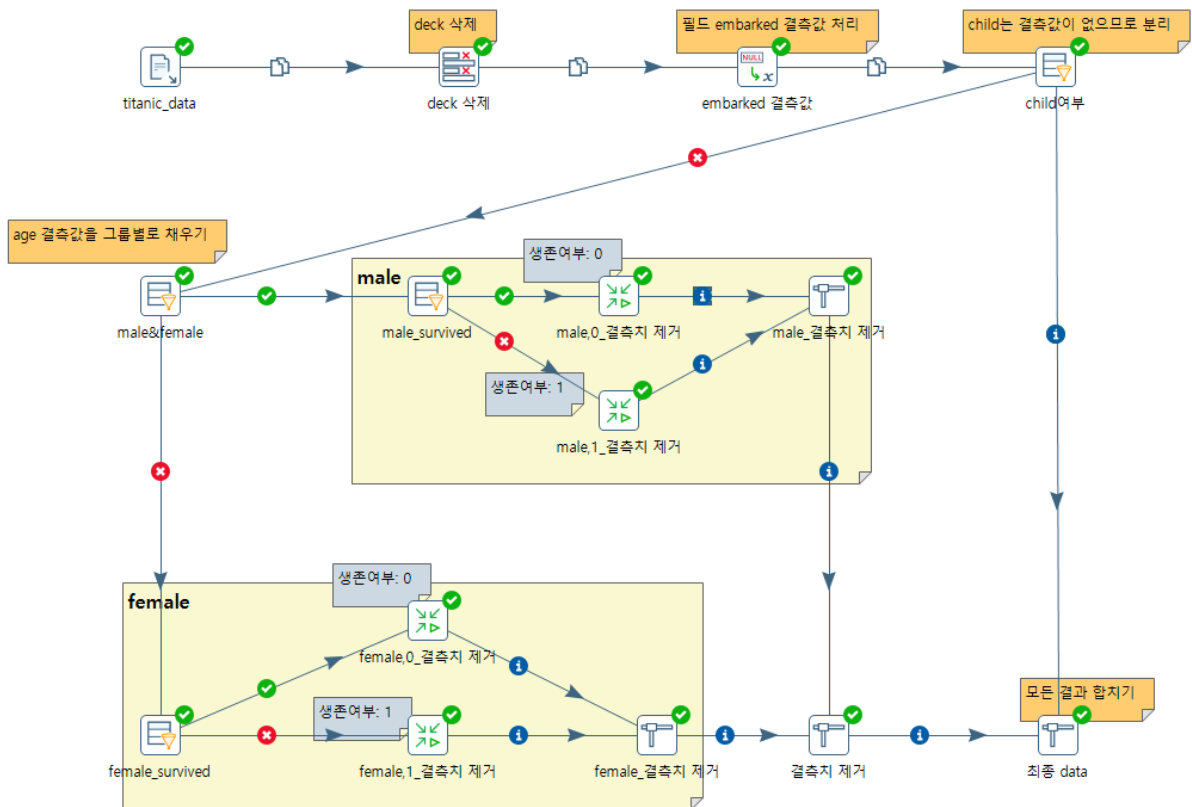 deck 삭제
필드 embarked 결측값 처리
child는 결측값이 없으므로 분리
titanic_data
deck 삭제
NULL
x
embarked 결측값
child여부
age 결측값을 그룹별로 채우기
생존여부: 0
male
male&female
male_survived
male,0_결측치 제거
male_결측치 제거
생존여부: 1
male,1_결측치 제거
생존여부: 0
female
female,0_결측치 제거
모든 결과 합치기
생존여부: 1
female_survived
female,1_결측치 제거
female_결측치 제거
결측치 제거
최종 data